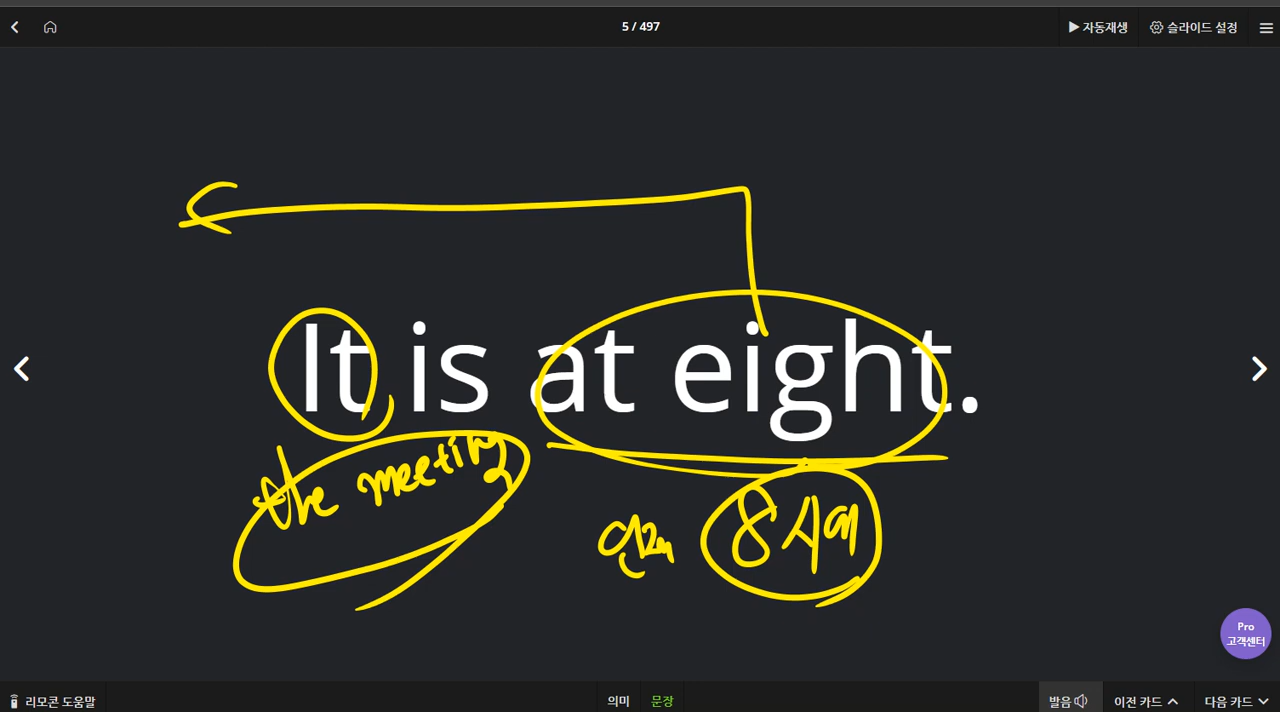 5 / 497
자동재생
슬라이드 설정
It is at eight.
the meeting
언제
8시에
Pro
고객센터
리모콘 도움말
의미
문장
발음
이전 카드
다음 카드